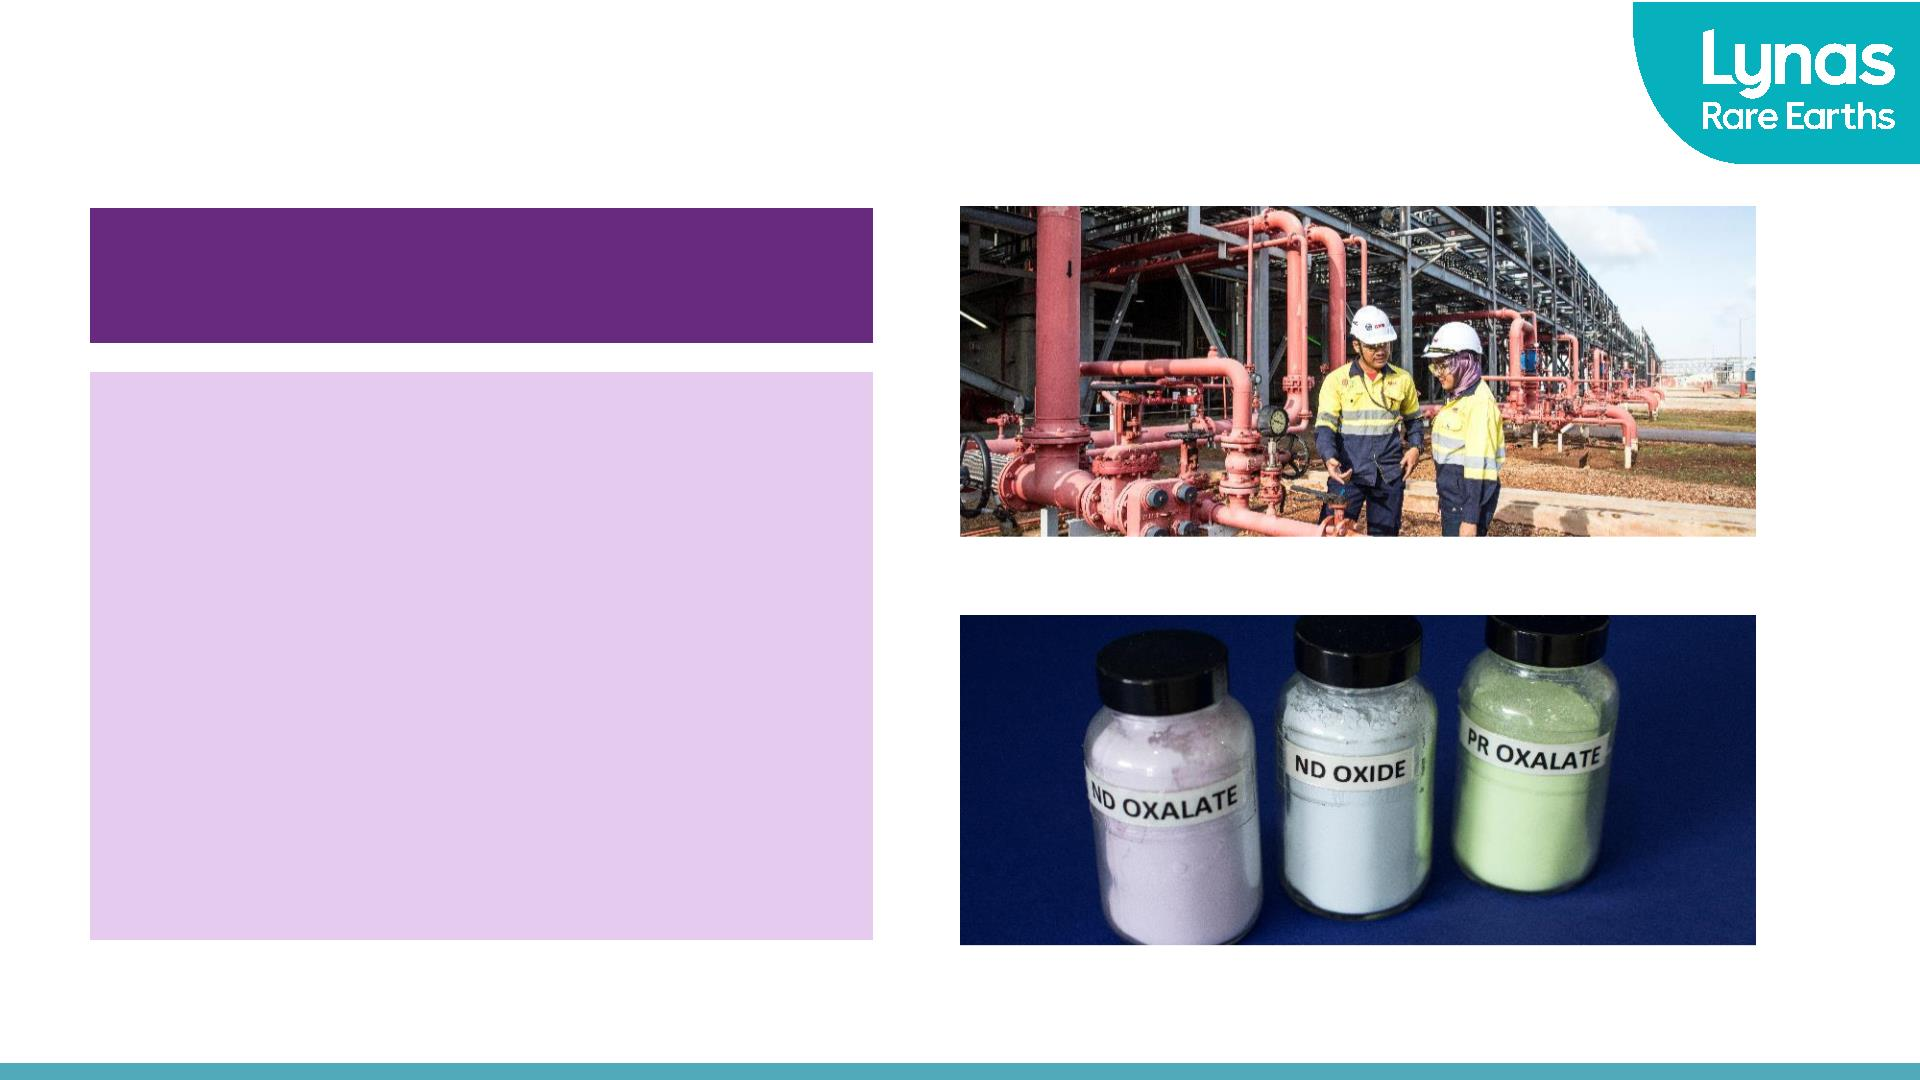 Lynas
Rare Earths
ND OXALATE
ND OXIDE
PR OXALATE